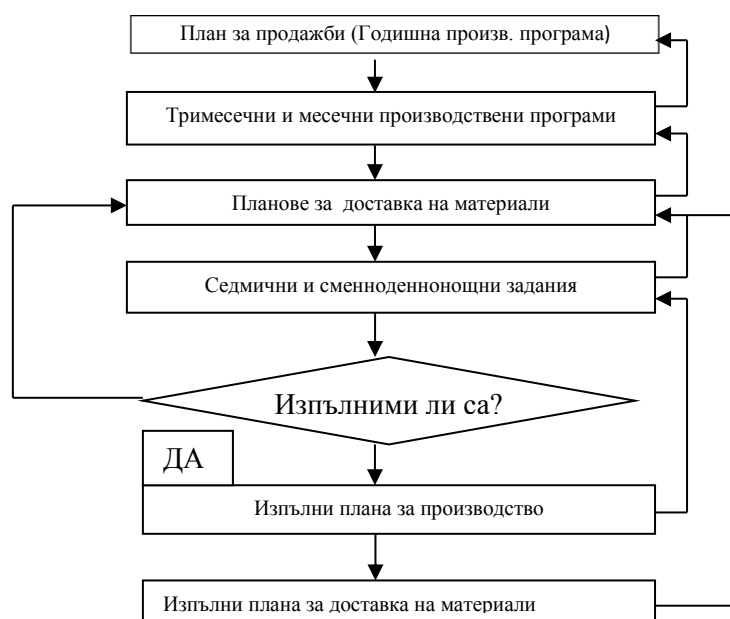 План за продажби (Годишна произв. програма)
Тримесечни и месечни производствени програми
Планове за доставка на материали
Седмични и сменноденнонощни задания
Изпълними ли са?
ДА
Изпълни плана за производство
Изпълни плана за доставка на материали